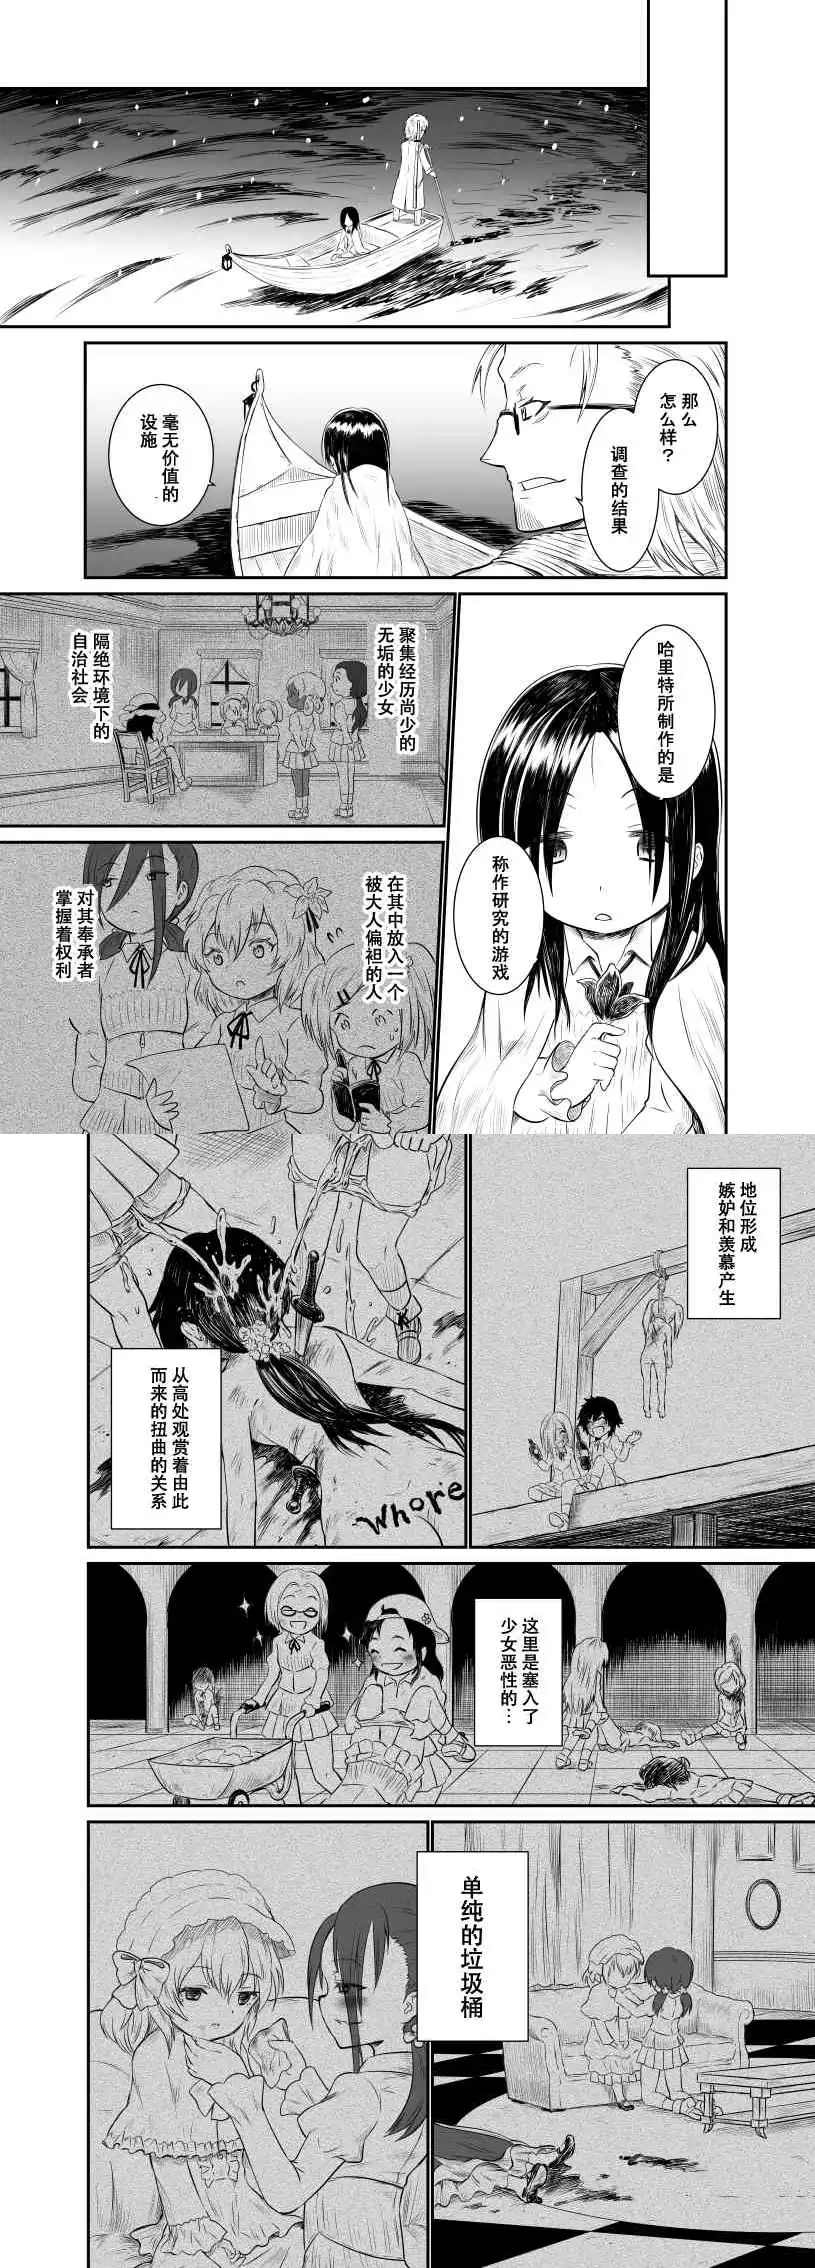 那么
怎么样？
调查的结果
毫无价值的
设施
哈里特所制作的是
称作研究的游戏
聚集经历尚少的
无垢的少女
隔绝环境下的
自治社会
在其中放入一个
被大人偏袒的人
对其奉承者
掌握着权利
地位形成
嫉妒和羡慕产生
从高处观赏着由此
而来的扭曲的关系
Whore
这里是塞入了
少女恶性的…
单纯的垃圾桶